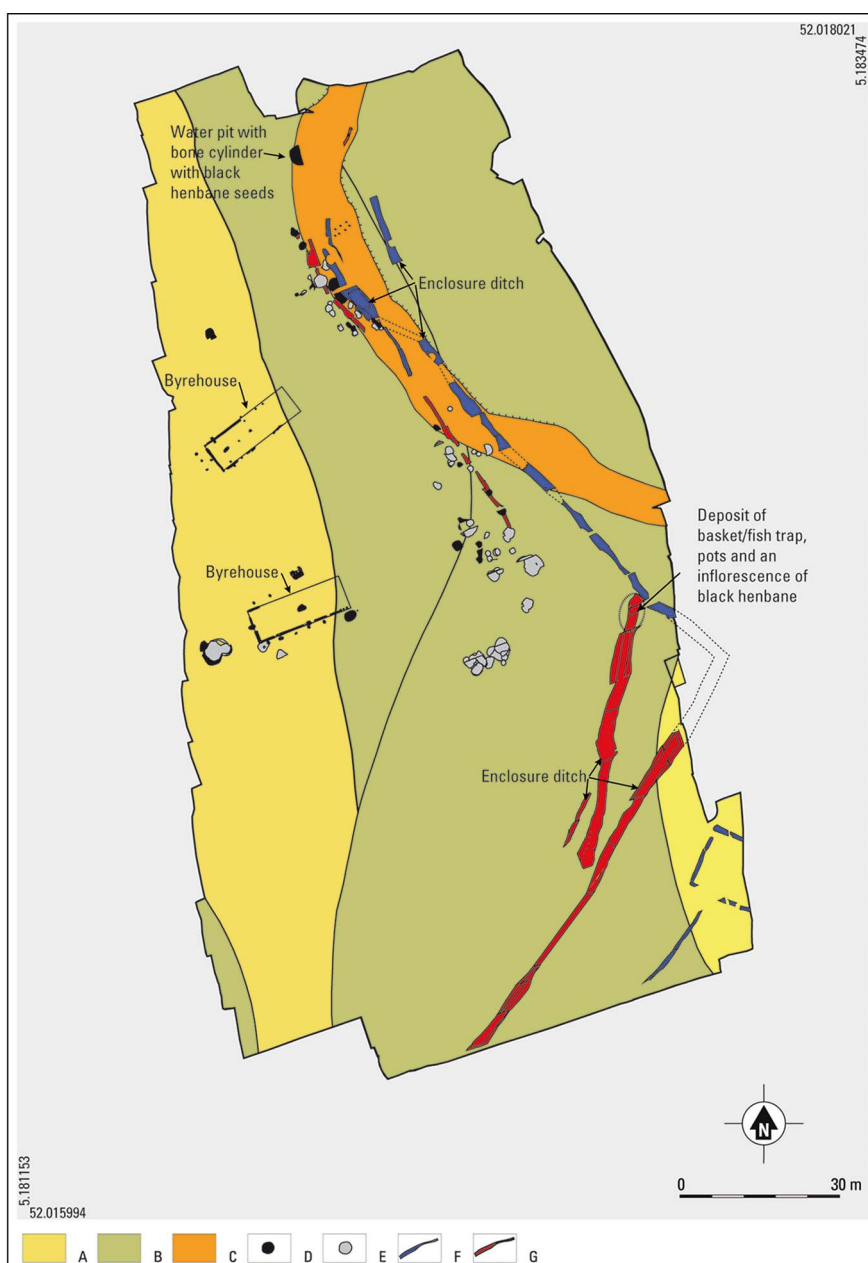 52.018021
5.183474
Water pit with
bone cylinder
with black
henbane seeds
Enclosure ditch
Byrehouse
Deposit of
basket/fish trap,
pots and an
inflorescence of
black henbane
Byrehouse
Enclosure ditch
N
5.181153
52.015994
0 30 m
A B C D E F G